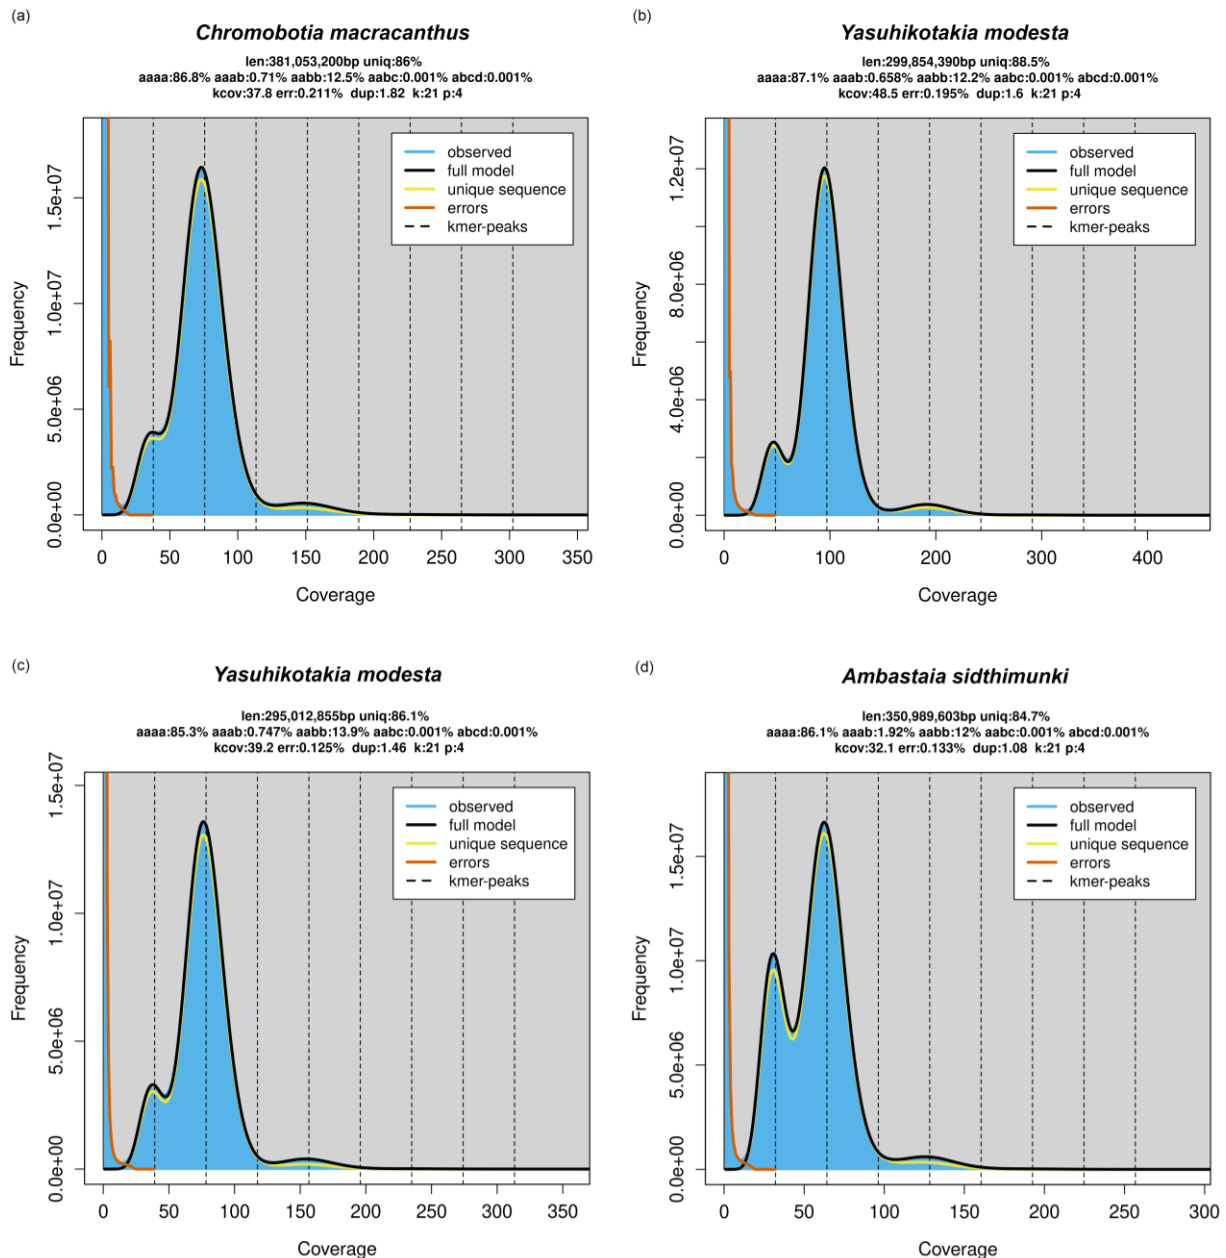 (a)
Chromobotia macracanthus
len:381,053,200bp uniq:86%
aaaa:86.8% aaab:0.71% aabb:12.5% aabc:0.001% abcd:0.001%
kcov:37.8 err:0.211% dup:1.82 k:21 p:4
observed
full model
unique sequence
errors
kmer-peaks
Frequency
0.0e+00
5.0e+06
1.0e+07
1.5e+07
0 50 100 150 200 250 300 350
Coverage
(b)
Yasuhikotakia modesta
len:299,854,390bp uniq:88.5%
aaaa:87.1% aaab:0.658% aabb:12.2% aabc:0.001% abcd:0.001%
kcov:48.5 err:0.195% dup:1.6 k:21 p:4
observed
full model
unique sequence
errors
kmer-peaks
Frequency
0.0e+00
4.0e+06
8.0e+06
1.2e+07
0 100 200 300 400
Coverage
(c)
Yasuhikotakia modesta
len:295,012,855bp uniq:86.1%
aaaa:85.3% aaab:0.747% aabb:13.9% aabc:0.001% abcd:0.001%
kcov:39.2 err:0.125% dup:1.46 k:21 p:4
observed
full model
unique sequence
errors
kmer-peaks
Frequency
0.0e+00
5.0e+06
1.0e+07
1.5e+07
0 50 100 150 200 250 300 350
Coverage
(d)
Ambastaia sidthimunki
len:350,989,603bp uniq:84.7%
aaaa:86.1% aaab:1.92% aabb:12% aabc:0.001% abcd:0.001%
kcov:32.1 err:0.133% dup:1.08 k:21 p:4
observed
full model
unique sequence
errors
kmer-peaks
Frequency
0.0e+00
5.0e+06
1.0e+07
1.5e+07
0 50 100 150 200 250 300
Coverage